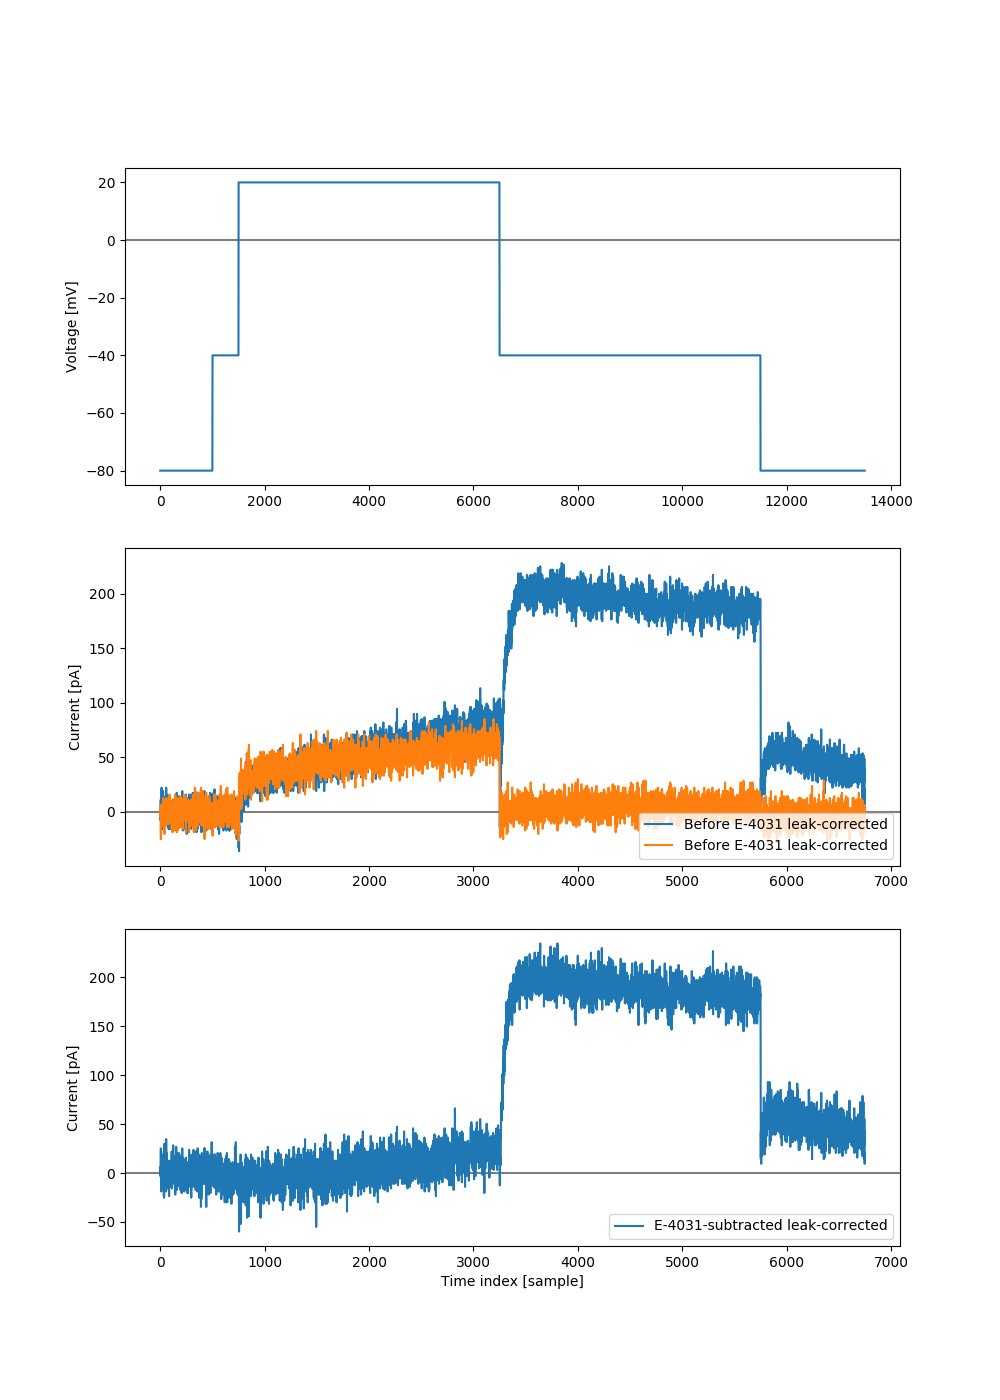 Voltage [mV]
20
0
−20
−40
−60
−80
0 2000 4000 6000 8000 10000 12000 14000
Current [pA]
200
150
100
50
0
Before E-4031 leak-corrected
Before E-4031 leak-corrected
0 1000 2000 3000 4000 5000 6000 7000
Current [pA]
200
150
100
50
0
−50
E-4031-subtracted leak-corrected
0 1000 2000 3000 4000 5000 6000 7000
Time index [sample]